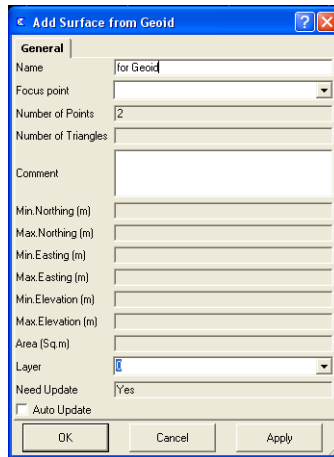 Add Surface from Geoid
General
Name for Geoid
Focus point
Number of Points 2
Number of Triangles
Comment
Min.Northing (m)
Max.Northing (m)
Min.Easting (m)
Max.Easting (m)
Min.Elevation (m)
Max.Elevation (m)
Area (Sq.m)
Layer 0
Need Update Yes
Auto Update
OK Cancel Apply